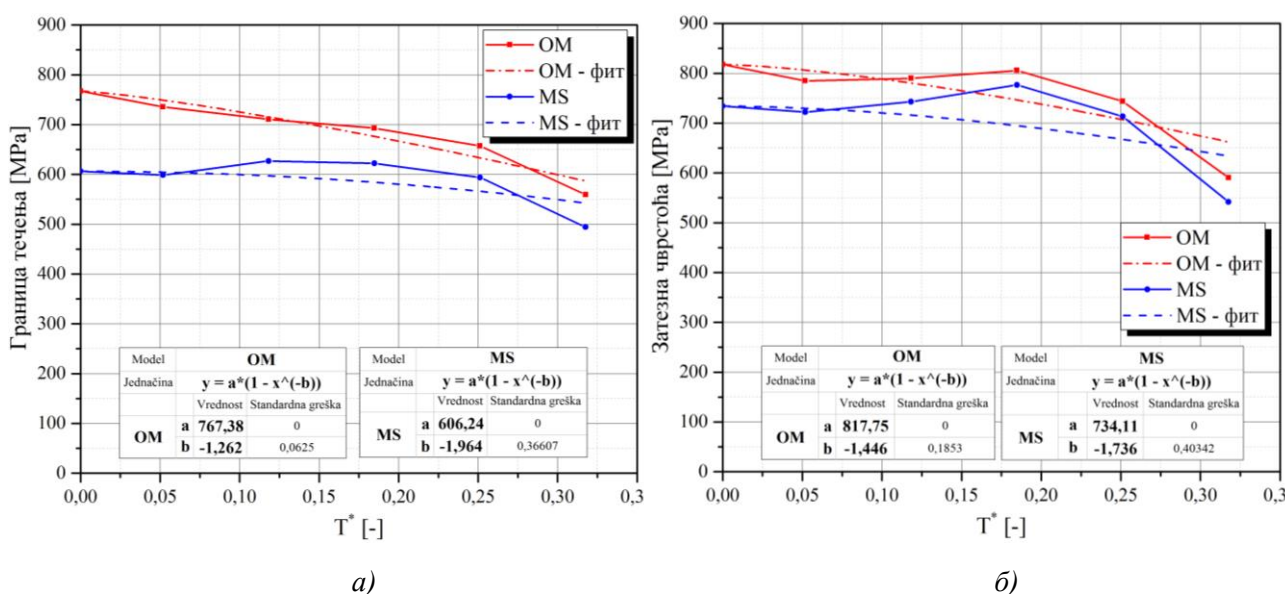 Граница течења [MPa]
900
800
700
600
500
400
300
200
100
0
OM
OM - фит
MS
MS - фит
Model OM
Jednačina y = a*(1 - x^(-b))
Vrednost Standardna greška
OM a 767,38 0
b -1,262 0,0625
Model MS
Jednačina y = a*(1 - x^(-b))
Vrednost Standardna greška
MS a 606,24 0
b -1,964 0,36607
0,00 0,05 0,10 0,15 0,20 0,25 0,30 0,3
T* [-]
а)
Затезна чврстоћа [MPa]
900
800
700
600
500
400
300
200
100
0
OM
OM - фит
MS
MS - фит
Model OM
Jednačina y = a*(1 - x^(-b))
Vrednost Standardna greška
OM a 817,75 0
b -1,446 0,1853
Model MS
Jednačina y = a*(1 - x^(-b))
Vrednost Standardna greška
MS a 734,11 0
b -1,736 0,40342
0,00 0,05 0,10 0,15 0,20 0,25 0,30 0,3
T* [-]
б)